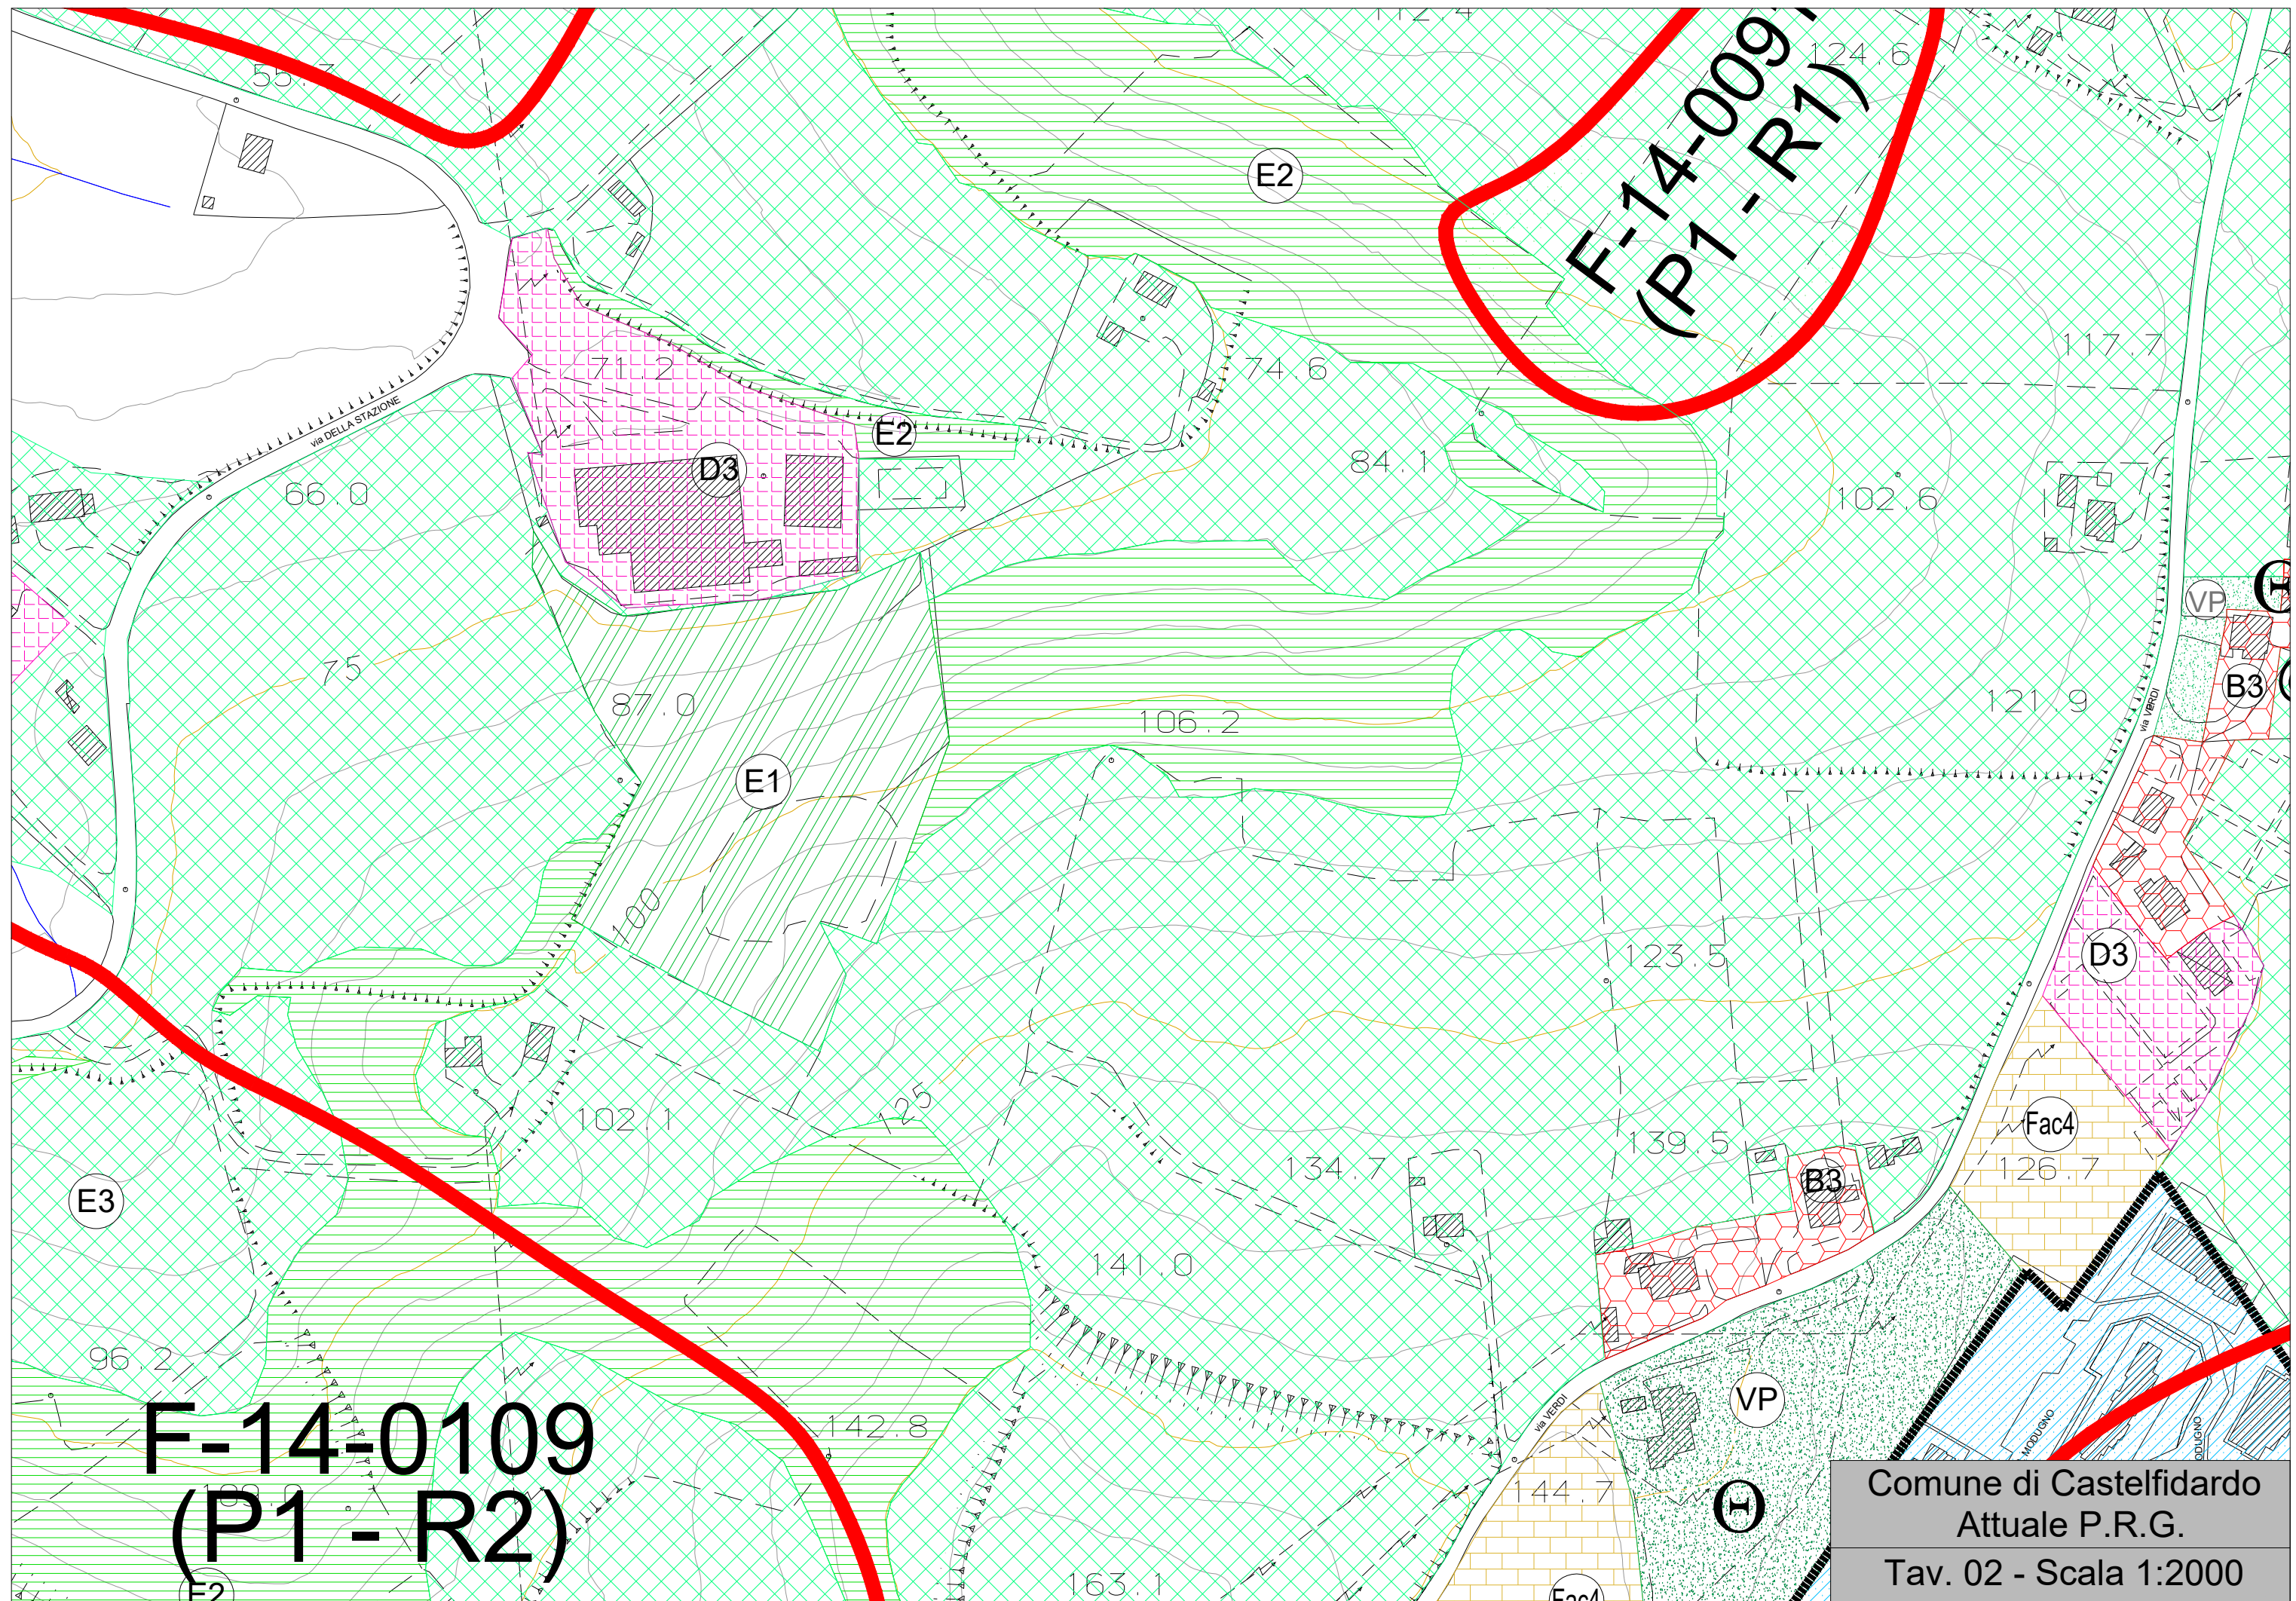 112.4
124.6
55.7
F-14-009
(P1 - R1)
E2
117.7
71.2
74.6
via DELLA STAZIONE
E2
84.1
D3
66.0
102.6
Θ
VP
75
87.0
B3
106.2
121.9
via VERDI
E1
100
123.5
D3
125
102.1
Fac4
134.7
139.5
126.7
B3
E3
141.0
96.2
F-14-0109
(P1 - R2)
142.8
via VERDI
VP
MODUGNO
144.7
Θ
163.1
E2
Fac4
Comune di Castelfidardo
Attuale P.R.G.
Tav. 02 - Scala 1:2000